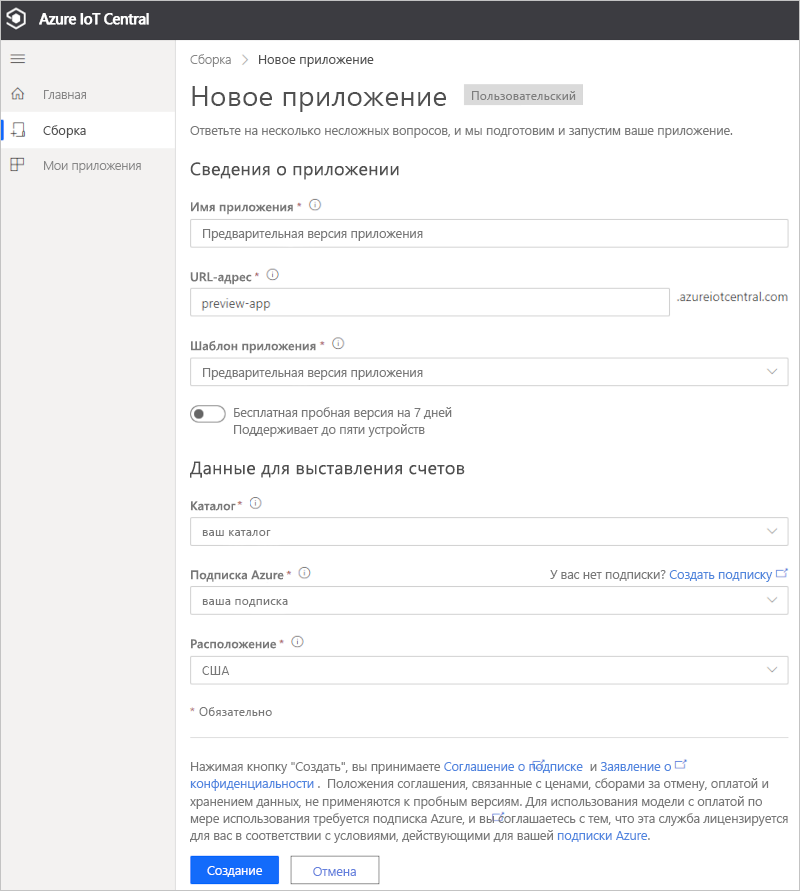 Azure IoT Central
Сборка > Новое приложение
Главная
Сборка
Мои приложения
Новое приложение Пользовательский
Ответьте на несколько несложных вопросов, и мы подготовим и запустим ваше приложение.
Сведения о приложении
Имя приложения *
Предварительная версия приложения
URL-адрес *
preview-app .azureiotcentral.com
Шаблон приложения *
Предварительная версия приложения
Бесплатная пробная версия на 7 дней
Поддерживает до пяти устройств
Данные для выставления счетов
Каталог *
ваш каталог
Подписка Azure * У вас нет подписки? Создать подписку
ваша подписка
Расположение *
США
* Обязательно
Нажимая кнопку "Создать", вы принимаете Соглашение о подписке и Заявление о
конфиденциальности . Положения соглашения, связанные с ценами, сборами за отмену, оплатой и
хранением данных, не применяются к пробным версиям. Для использования модели с оплатой по
мере использования требуется подписка Azure, и вы соглашаетесь с тем, что эта служба лицензируется
для вас в соответствии с условиями, действующими для вашей подписки Azure.
Создание Отмена